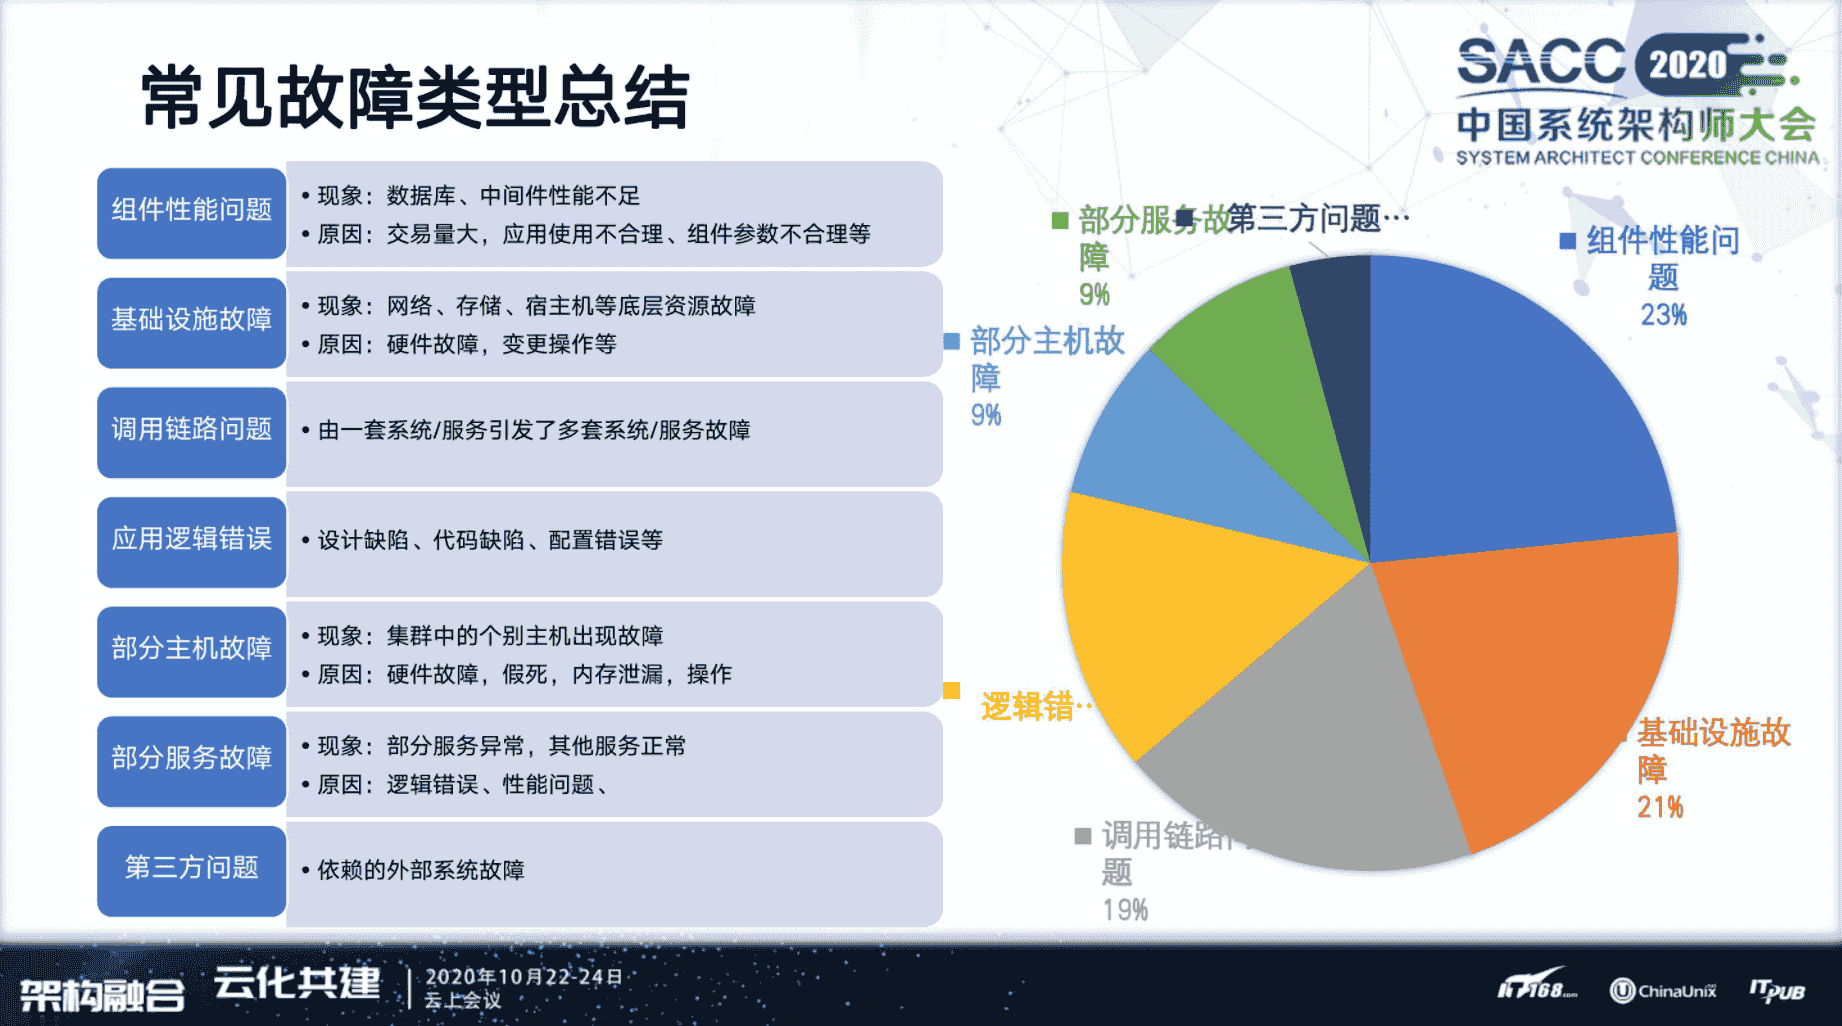 常见故障类型总结
SACC 2020
中国系统架构师大会
SYSTEM ARCHITECT CONFERENCE CHINA
组件性能问题
• 现象：数据库、中间件性能不足
• 原因：交易量大，应用使用不合理、组件参数不合理等
基础设施故障
• 现象：网络、存储、宿主机等底层资源故障
• 原因：硬件故障，变更操作等
调用链路问题
• 由一套系统/服务引发了多套系统/服务故障
应用逻辑错误
• 设计缺陷、代码缺陷、配置错误等
部分主机故障
• 现象：集群中的个别主机出现故障
• 原因：硬件故障，假死，内存泄漏，操作
部分服务故障
• 现象：部分服务异常，其他服务正常
• 原因：逻辑错误、性能问题、
第三方问题
• 依赖的外部系统故障
部分服务故
障
9%
第三方问题…
组件性能问
题
23%
部分主机故
障
9%
逻辑错…
基础设施故
障
21%
调用链路问
题
19%
架构融合 云化共建
2020年10月22-24日
云上会议
IT168.com
ChinaUnix
ITPUB